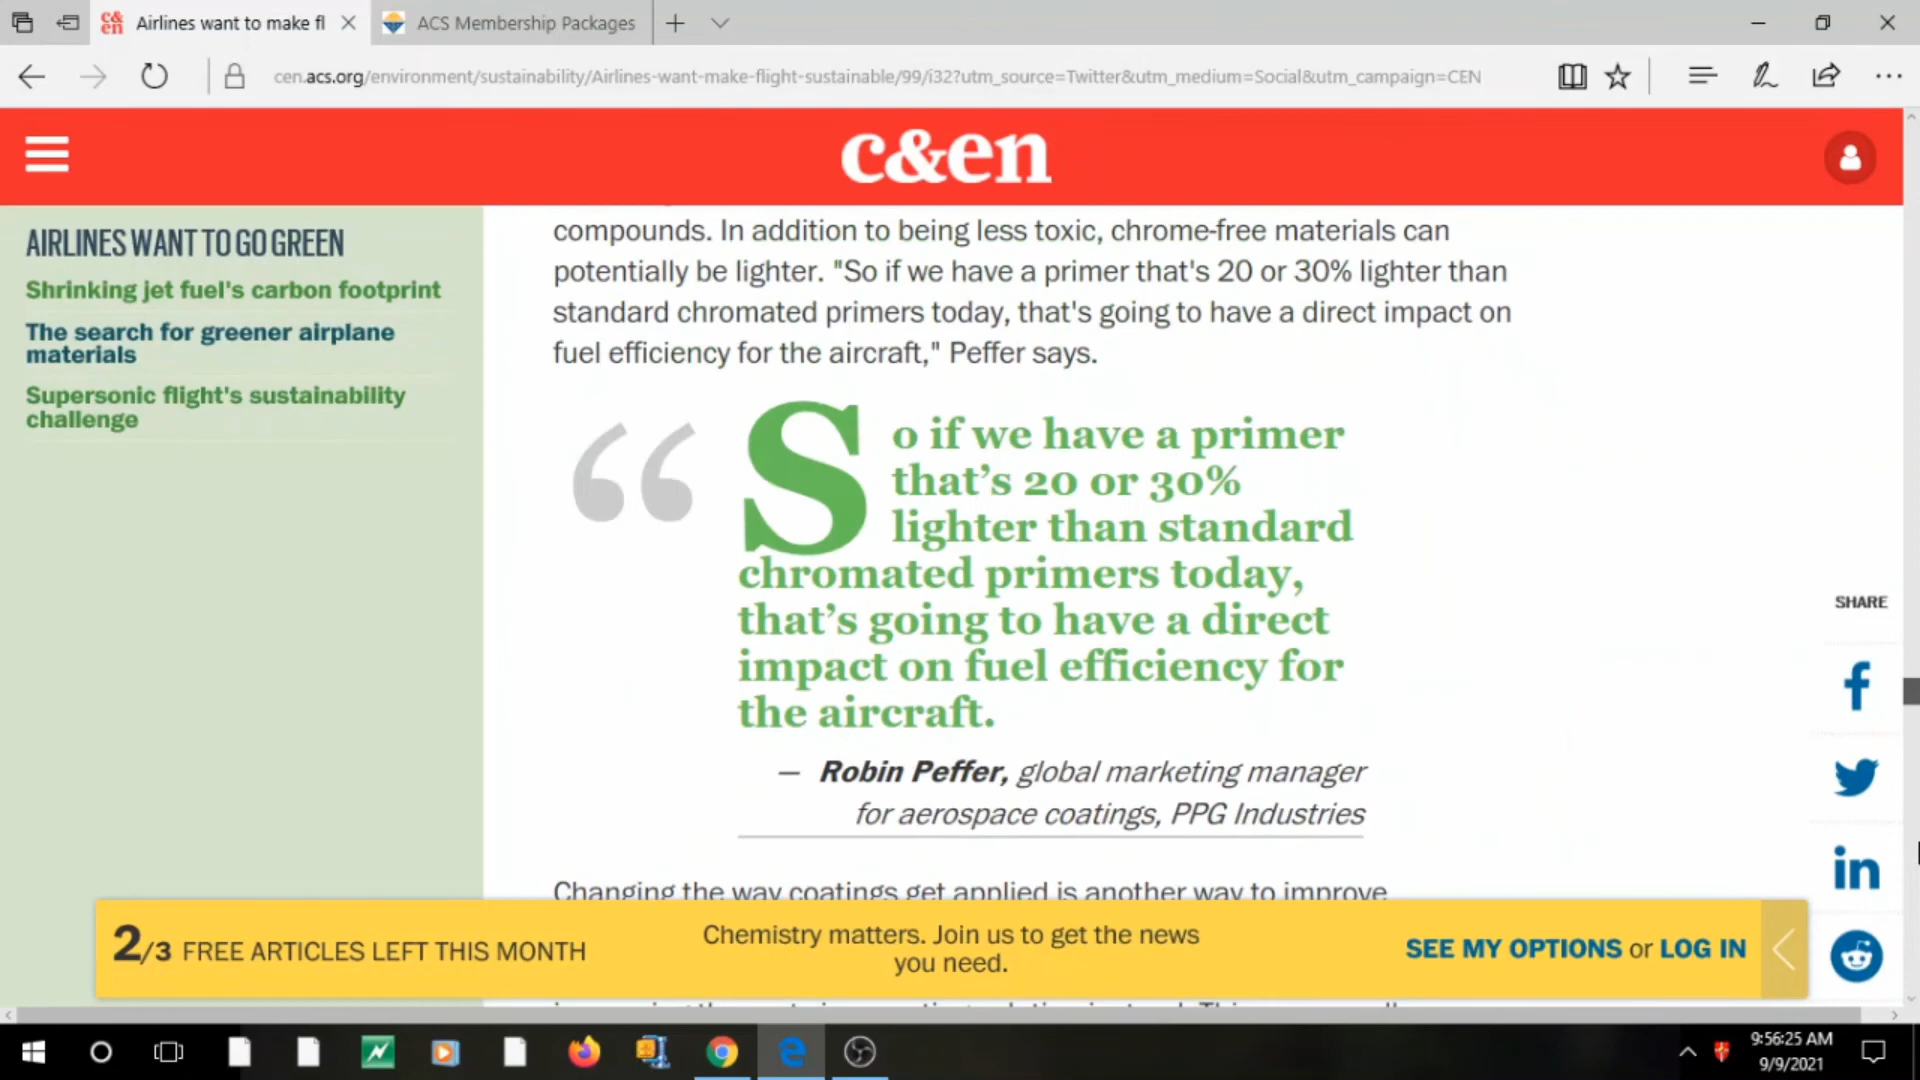 Airlines want to make fl
ACS Membership Packages
cen.acs.org/environment/sustainability/Airlines-want-make-flight-sustainable/99/i32?utm_source=Twitter&utm_medium=Social&utm_campaign=CEN
c&en
c&en
AIRLINES WANT TO GO GREEN
Shrinking jet fuel's carbon footprint
The search for greener airplane
materials
Supersonic flight's sustainability
challenge
compounds. In addition to being less toxic, chrome-free materials can
potentially be lighter. "So if we have a primer that's 20 or 30% lighter than
standard chromated primers today, that's going to have a direct impact on
fuel efficiency for the aircraft," Peffer says.
“ So if we have a primer
that’s 20 or 30%
lighter than standard
chromated primers today,
that’s going to have a direct
impact on fuel efficiency for
the aircraft.
— Robin Peffer, global marketing manager
for aerospace coatings, PPG Industries
Changing the way coatings get applied is another way to improve
SHARE
2/3 FREE ARTICLES LEFT THIS MONTH
Chemistry matters. Join us to get the news
you need.
SEE MY OPTIONS or LOG IN
9:56:25 AM
9/9/2021